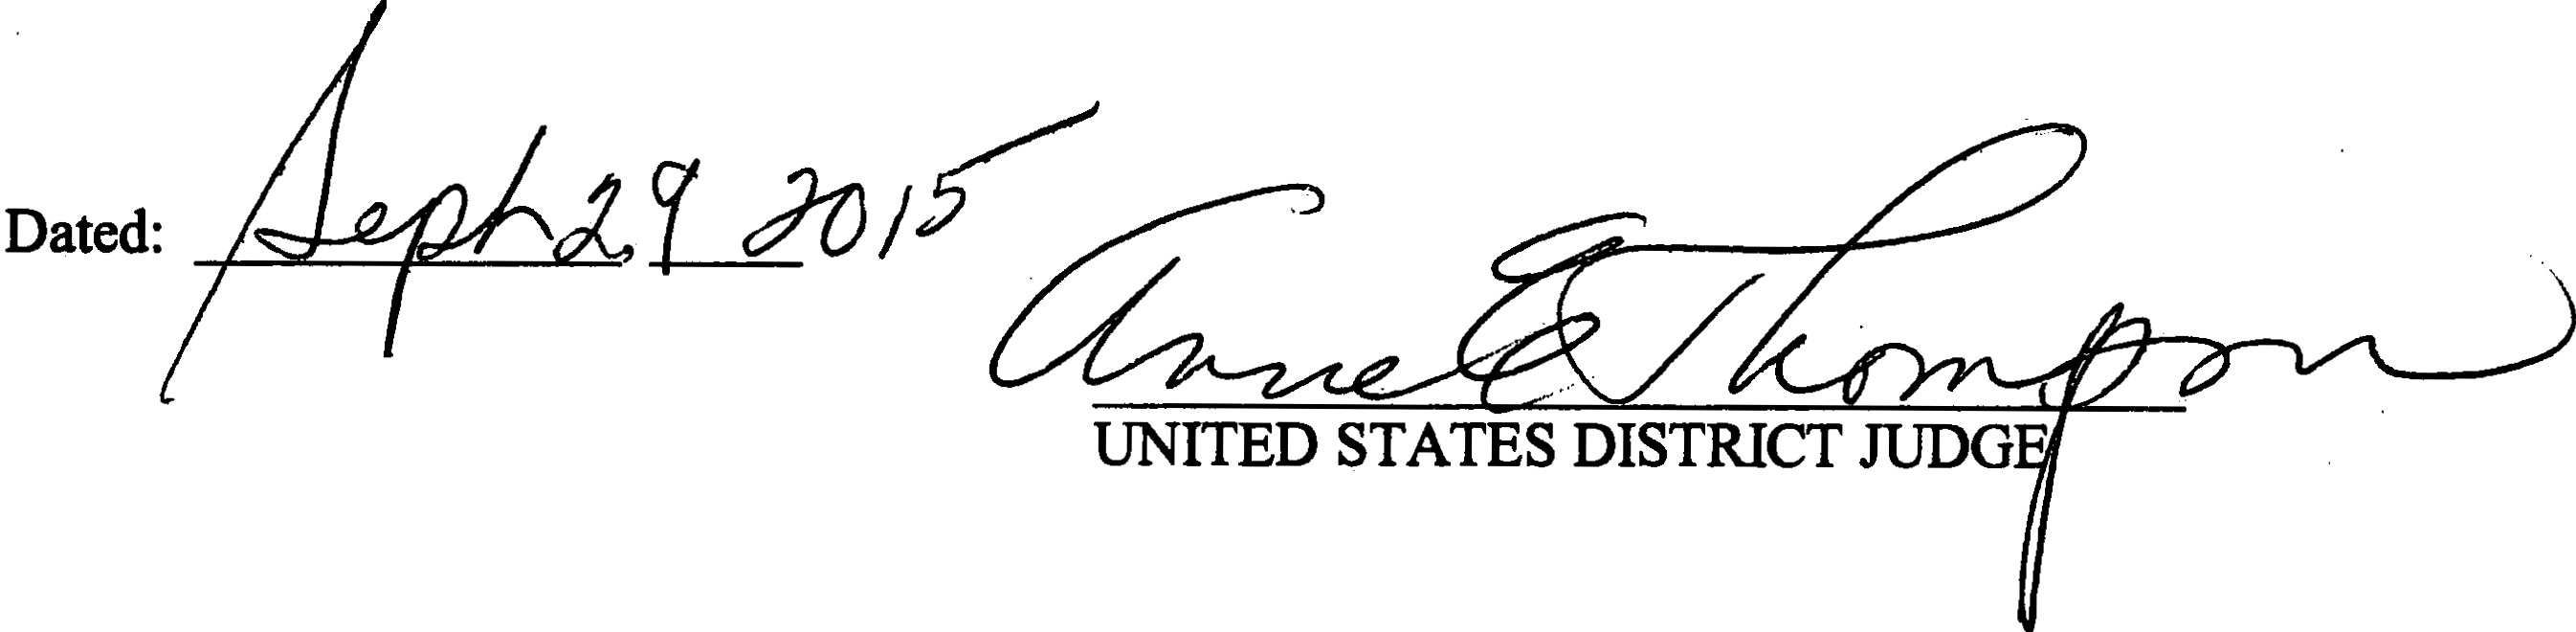 Dated: Sept 29 2015
Anne E Thompson
UNITED STATES DISTRICT JUDGE